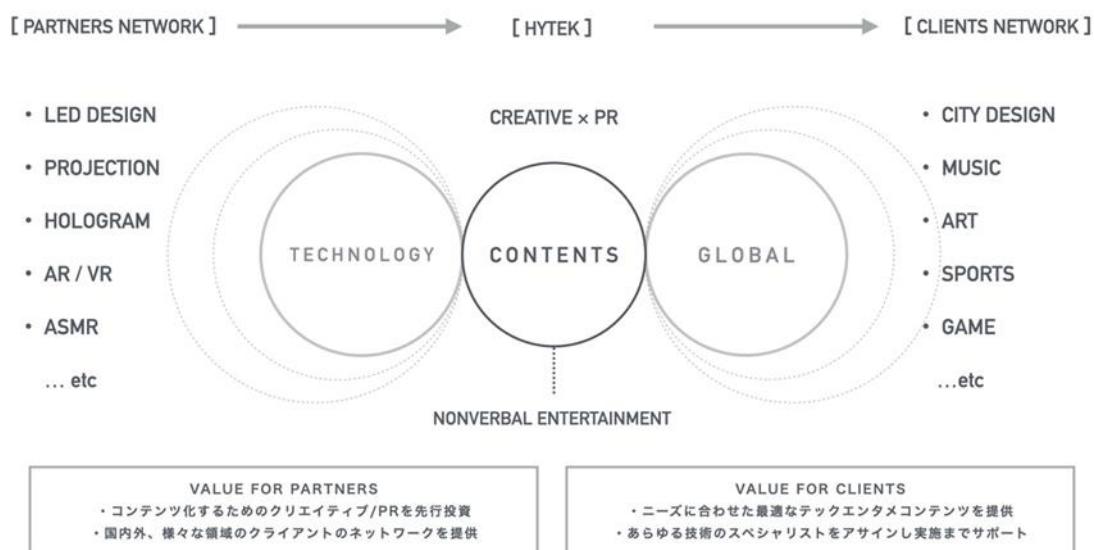 [ PARTNERS NETWORK ]
[ HYTEK ]
[ CLIENTS NETWORK ]
• LED DESIGN
• PROJECTION
• HOLOGRAM
• AR / VR
• ASMR
... etc
CREATIVE × PR
TECHNOLOGY
CONTENTS
GLOBAL
NONVERBAL ENTERTAINMENT
• CITY DESIGN
• MUSIC
• ART
• SPORTS
• GAME
...etc
VALUE FOR PARTNERS
・コンテンツ化するためのクリエイティブ/PRを先行投資
・国内外、様々な領域のクライアントのネットワークを提供
VALUE FOR CLIENTS
・ニーズに合わせた最適なテックエンタメコンテンツを提供
・あらゆる技術のスペシャリストをアサインし実施までサポート